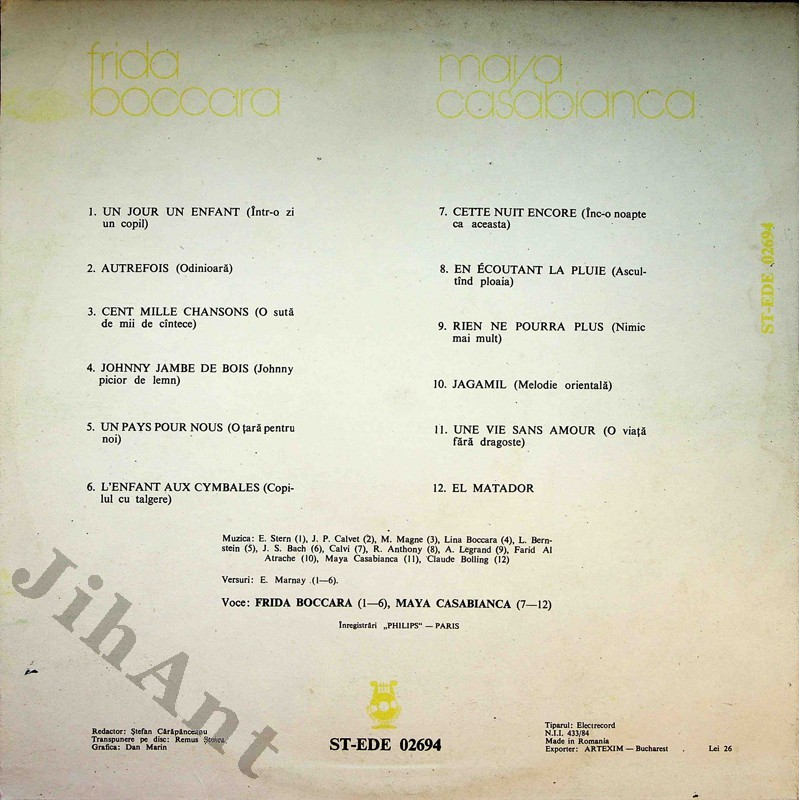 frida
boccara
maya
casabianca
1. UN JOUR UN ENFANT (Într-o zi
un copil)
2. AUTREFOIS (Odinioară)
3. CENT MILLE CHANSONS (O sută
de mii de cîntece)
4. JOHNNY JAMBE DE BOIS (Johnny
picior de lemn)
5. UN PAYS POUR NOUS (O țară pentru
noi)
6. L'ENFANT AUX CYMBALES (Copi-
lul cu talgere)
7. CETTE NUIT ENCORE (Înc-o noapte
ca aceasta)
8. EN ÉCOUTANT LA PLUIE (Ascul-
tînd ploaia)
9. RIEN NE POURRA PLUS (Nimic
mai mult)
10. JAGAMIL (Melodie orientală)
11. UNE VIE SANS AMOUR (O viață
fără dragoste)
12. EL MATADOR
ST-EDE 02694
Muzica: E. Stern (1), J. P. Calvet (2), M. Magne (3), Lina Boccara (4), L. Bern-
stein (5), J. S. Bach (6), Calvi (7), R. Anthony (8), A. Legrand (9), Farid Al
Atrache (10), Maya Casabianca (11), Claude Bolling (12)
Versuri: E. Marnay (1—6).
Voce: FRIDA BOCCARA (1—6), MAYA CASABIANCA (7—12)
Înregistrări „PHILIPS" — PARIS
JihAnt
Redactor: Ștefan Cărăpănceanu
Transpunere pe disc: Remus Stoica
Grafica: Dan Marin
ST-EDE 02694
Tiparul: Electrecord
N.I.I. 433/84
Made in Romania
Exporter: ARTEXIM — Bucharest
Lei 26